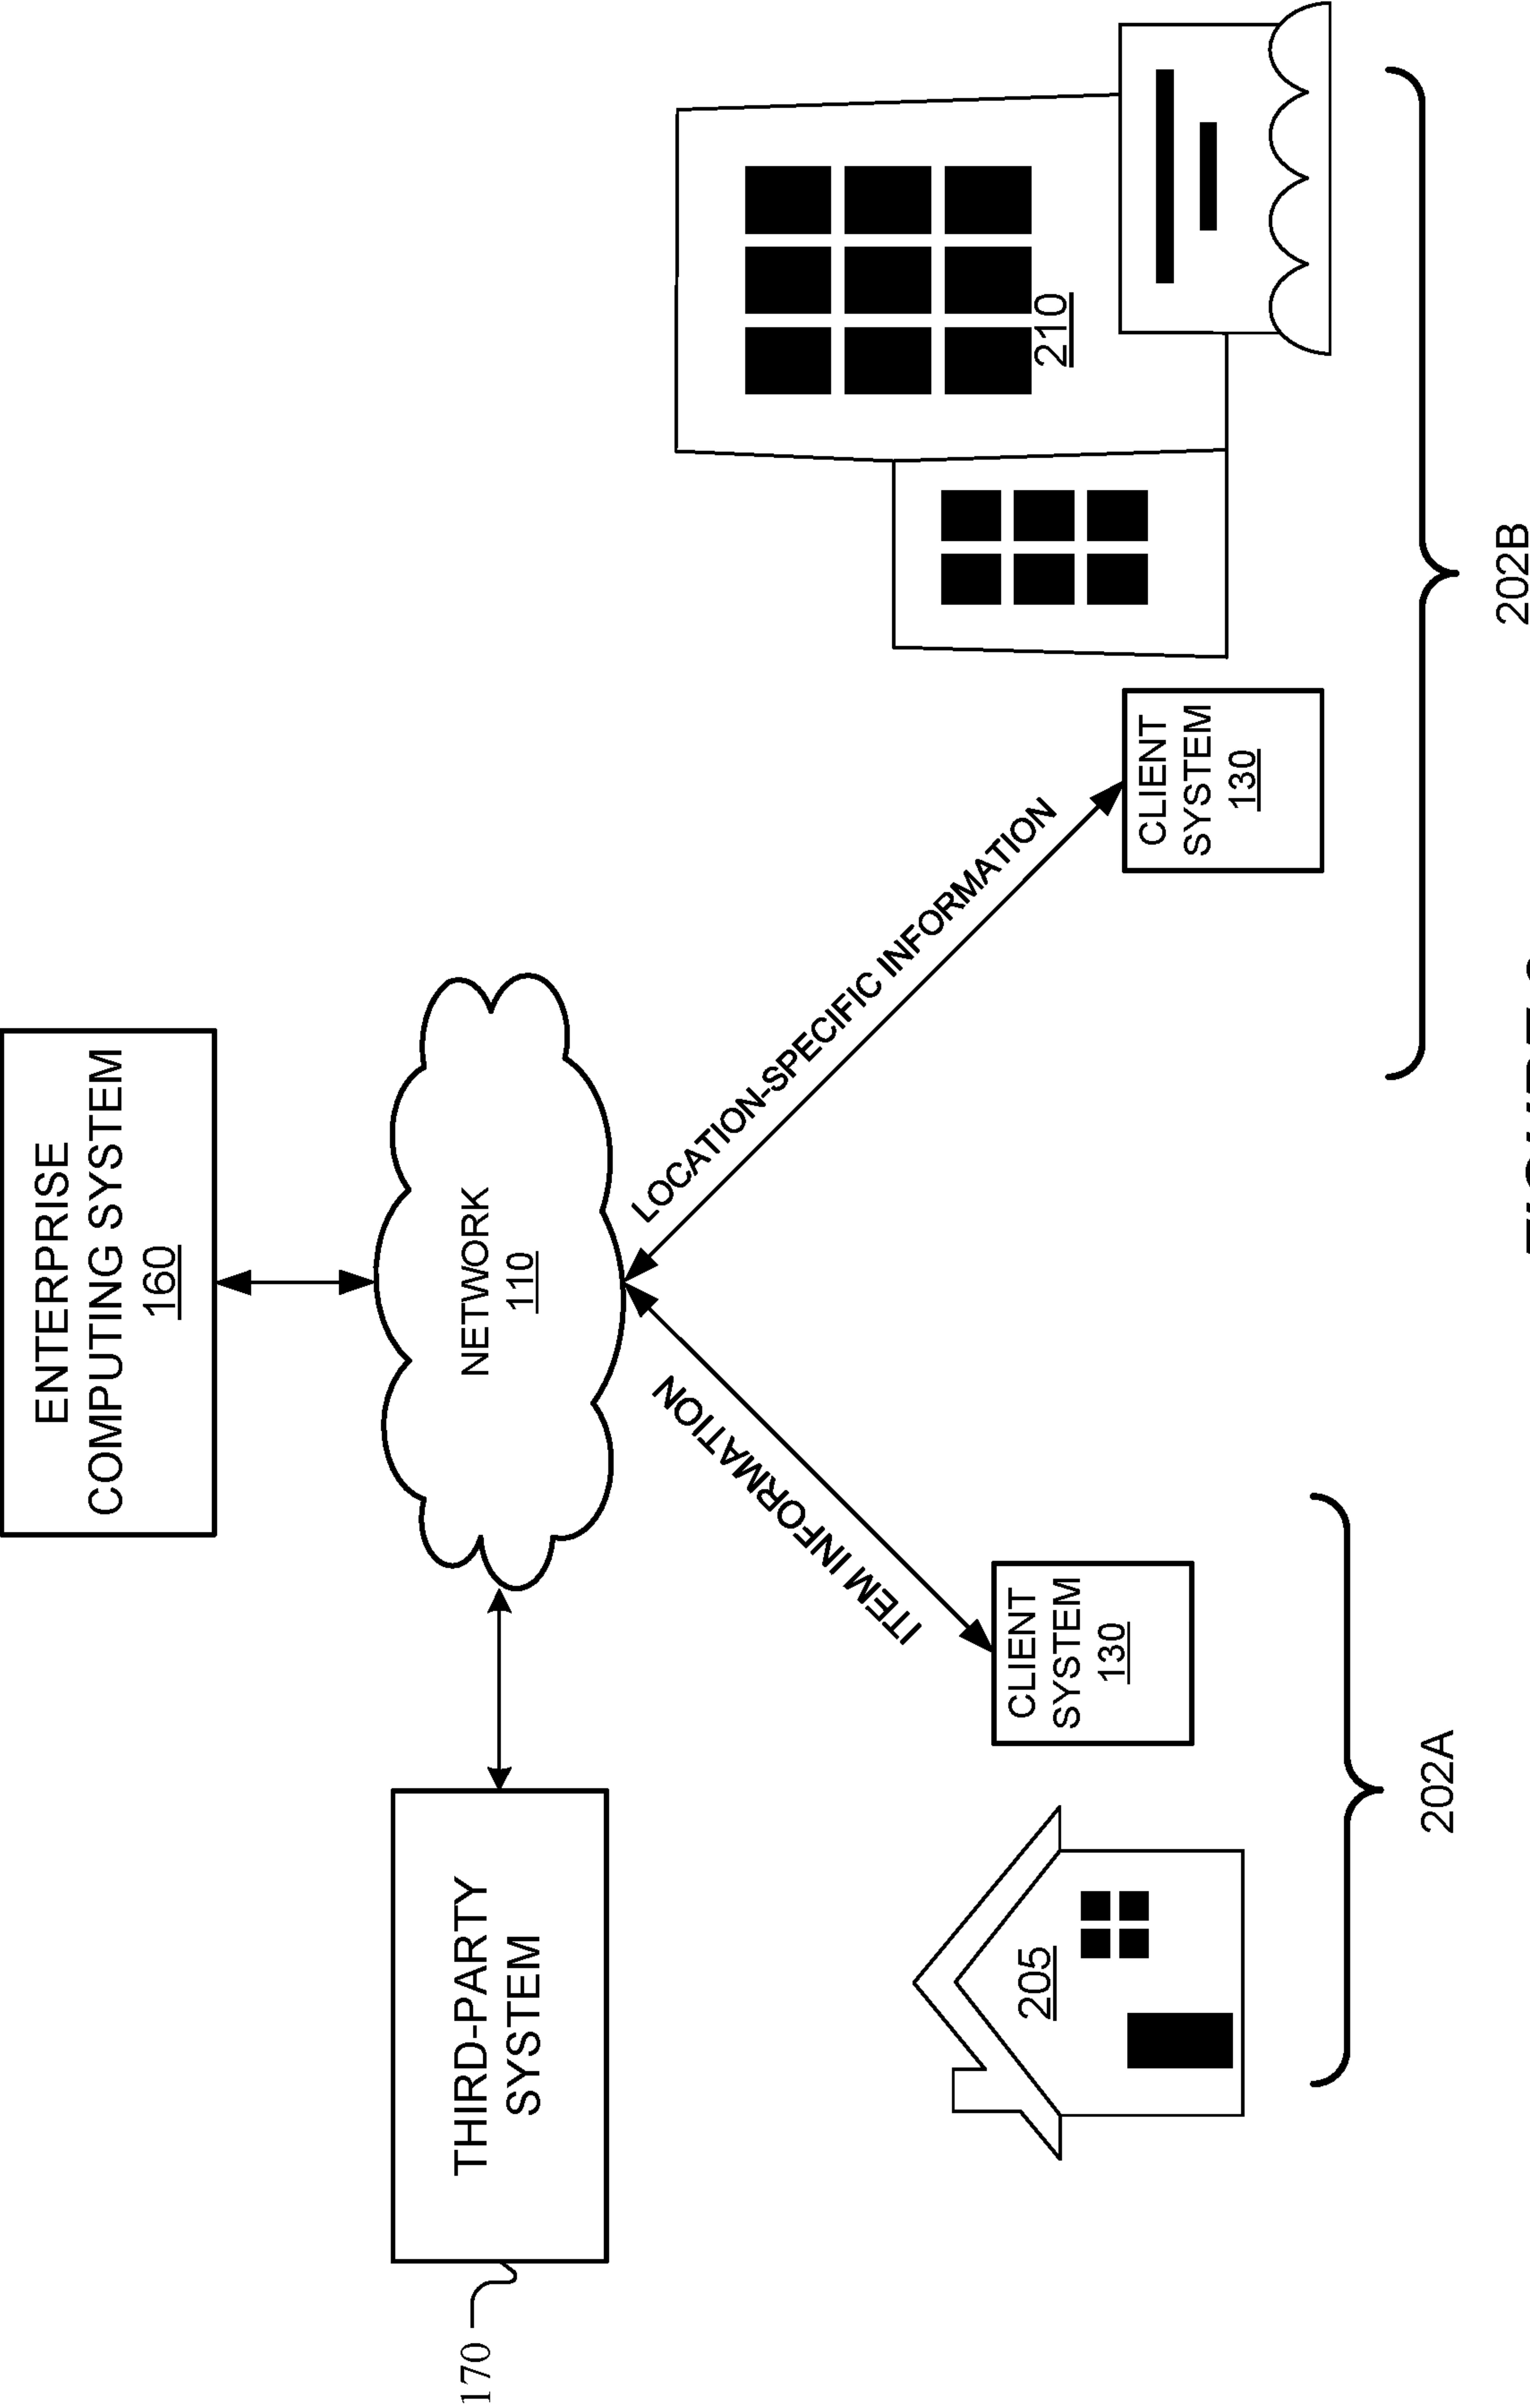 ENTERPRISE
COMPUTING SYSTEM
160
170
THIRD-PARTY
SYSTEM
NETWORK
110
ITEM INFORMATION
LOCATION-SPECIFIC INFORMATION
205
CLIENT
SYSTEM
130
CLIENT
SYSTEM
130
210
202A
202B